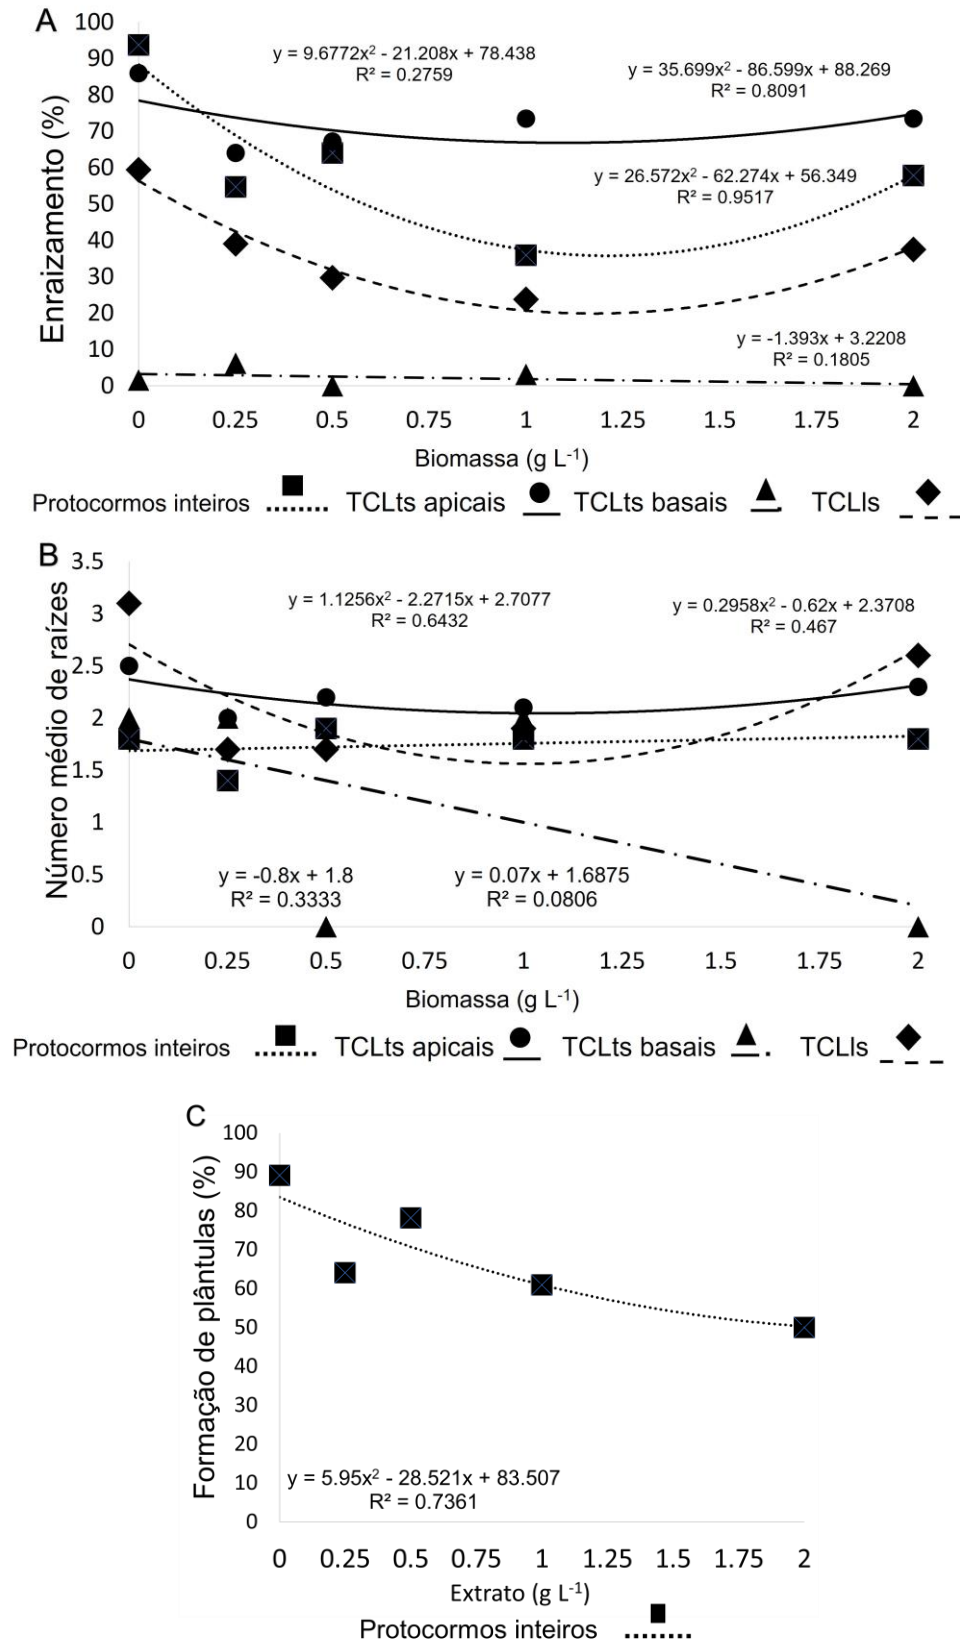 A
Enraizamento (%)
100
90
80
70
60
50
40
30
20
10
0
y = 9.6772x² - 21.208x + 78.438
R² = 0.2759
y = 35.699x² - 86.599x + 88.269
R² = 0.8091
y = 26.572x² - 62.274x + 56.349
R² = 0.9517
y = -1.393x + 3.2208
R² = 0.1805
0 0.25 0.5 0.75 1 1.25 1.5 1.75 2
Biomassa (g L⁻¹)
Protocormos inteiros TCLts apicais TCLts basais TCLls
B
Número médio de raízes
3.5
3
2.5
2
1.5
1
0.5
0
y = 1.1256x² - 2.2715x + 2.7077
R² = 0.6432
y = 0.2958x² - 0.62x + 2.3708
R² = 0.467
y = -0.8x + 1.8
R² = 0.3333
y = 0.07x + 1.6875
R² = 0.0806
0 0.25 0.5 0.75 1 1.25 1.5 1.75 2
Biomassa (g L⁻¹)
Protocormos inteiros TCLts apicais TCLts basais TCLls
C
Formação de plântulas (%)
100
90
80
70
60
50
40
30
20
10
0
y = 5.95x² - 28.521x + 83.507
R² = 0.7361
0 0.25 0.5 0.75 1 1.25 1.5 1.75 2
Extrato (g L⁻¹)
Protocormos inteiros